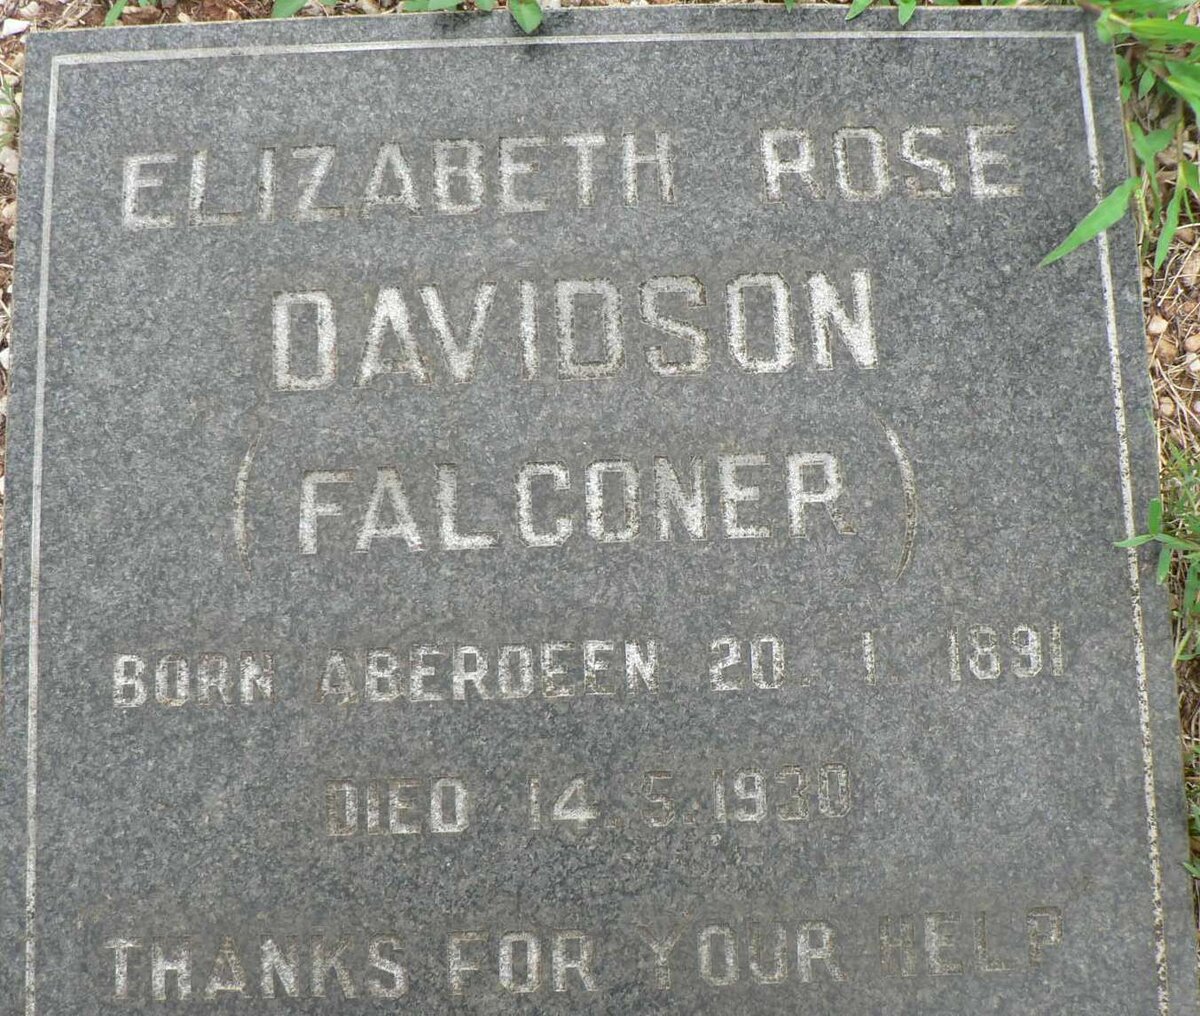 ELIZABETH ROSE
DAVIDSON
(FALCONER)
BORN ABERDEEN 20. 1. 1891
DIED 14. 5. 1930
THANKS FOR YOUR HELP